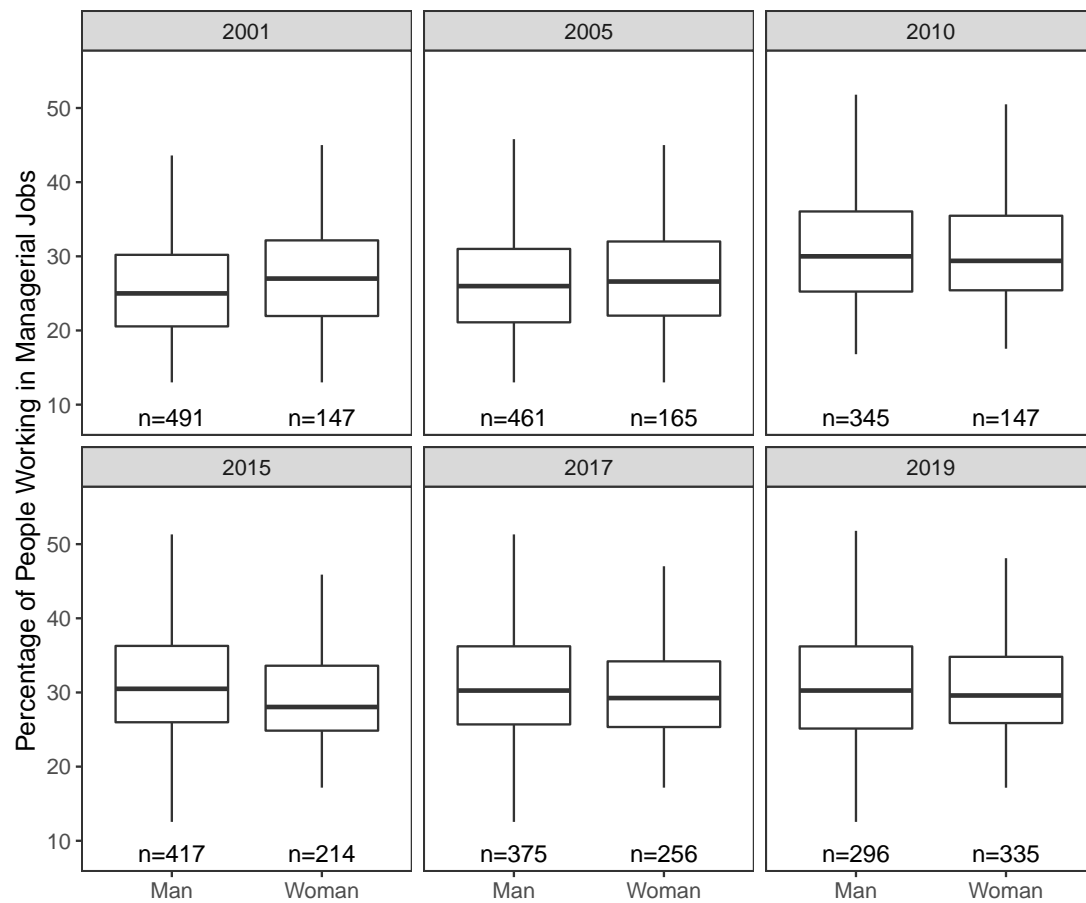 2001 2005 2010
50
40
30
20
10
n=491 n=147 n=461 n=165 n=345 n=147
2015 2017 2019
50
40
30
20
10
n=417 n=214 n=375 n=256 n=296 n=335
Man Woman Man Woman Man Woman
Percentage of People Working in Managerial Jobs